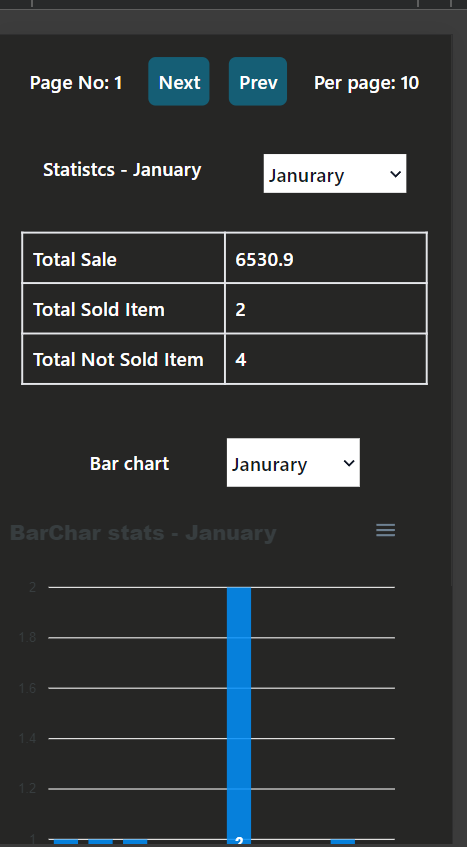 Page No: 1 Next Prev Per page: 10
Statistcs - January Janurary
Total Sale 6530.9
Total Sold Item 2
Total Not Sold Item 4
Bar chart Janurary
BarChar stats - January
2
1.8
1.6
1.4
1.2
1
2